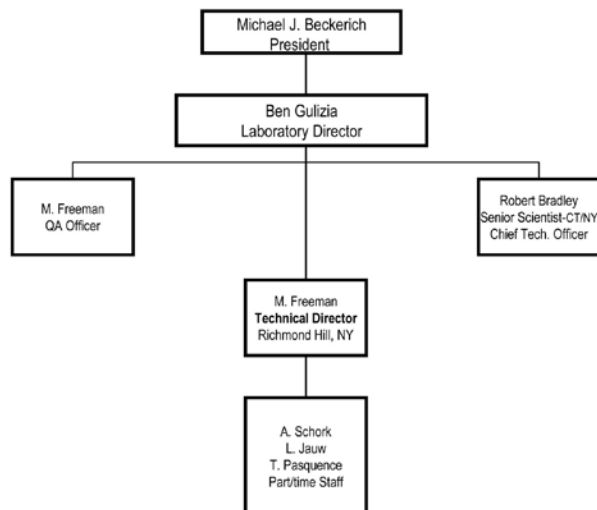 Michael J. Beckerich
President
Ben Gulizia
Laboratory Director
M. Freeman
QA Officer
Robert Bradley
Senior Scientist-CT/NY
Chief Tech. Officer
M. Freeman
Technical Director
Richmond Hill, NY
A. Schork
L. Jauw
T. Pasquence
Part/time Staff